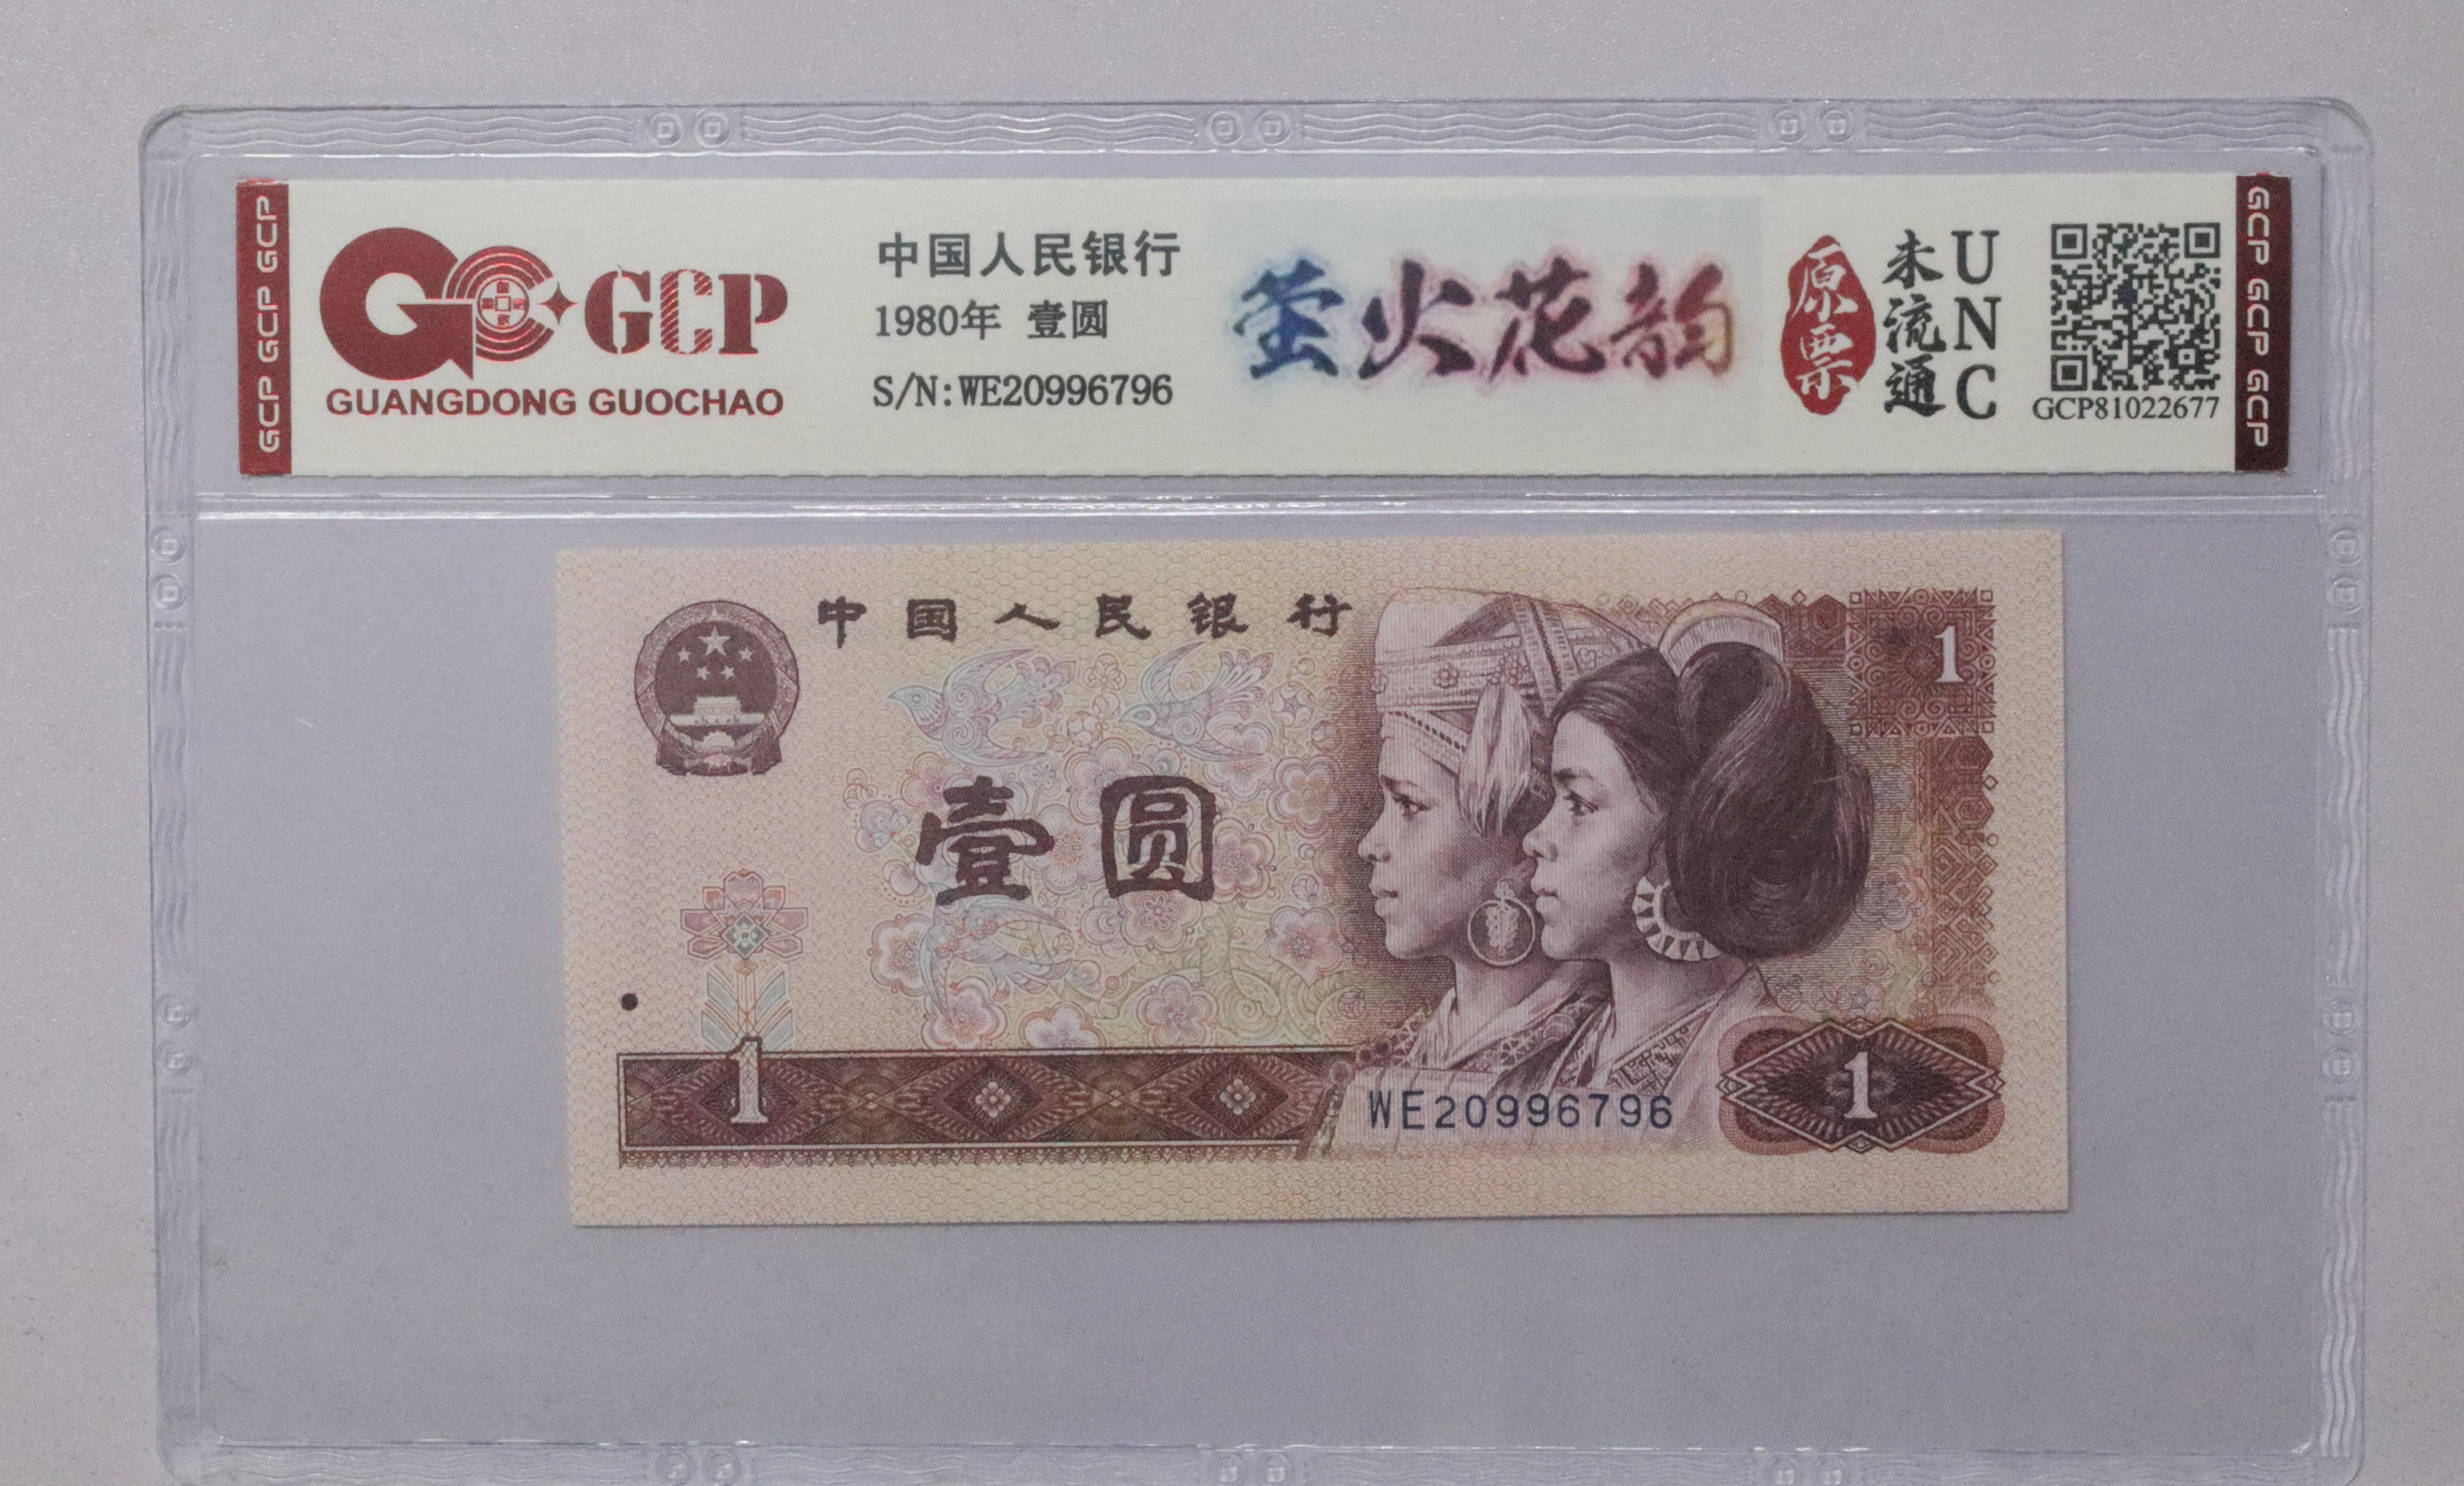 GCP GCP GCP
GCP
GUANGDONG GUOCHAO
中国人民银行
1980年 壹圆
S/N:WE20996796
萤火花韵
原票
未流通
UNC
GCP81022677
GCP GCP GCP
中国人民银行
1
壹圆
1
WE20996796
1